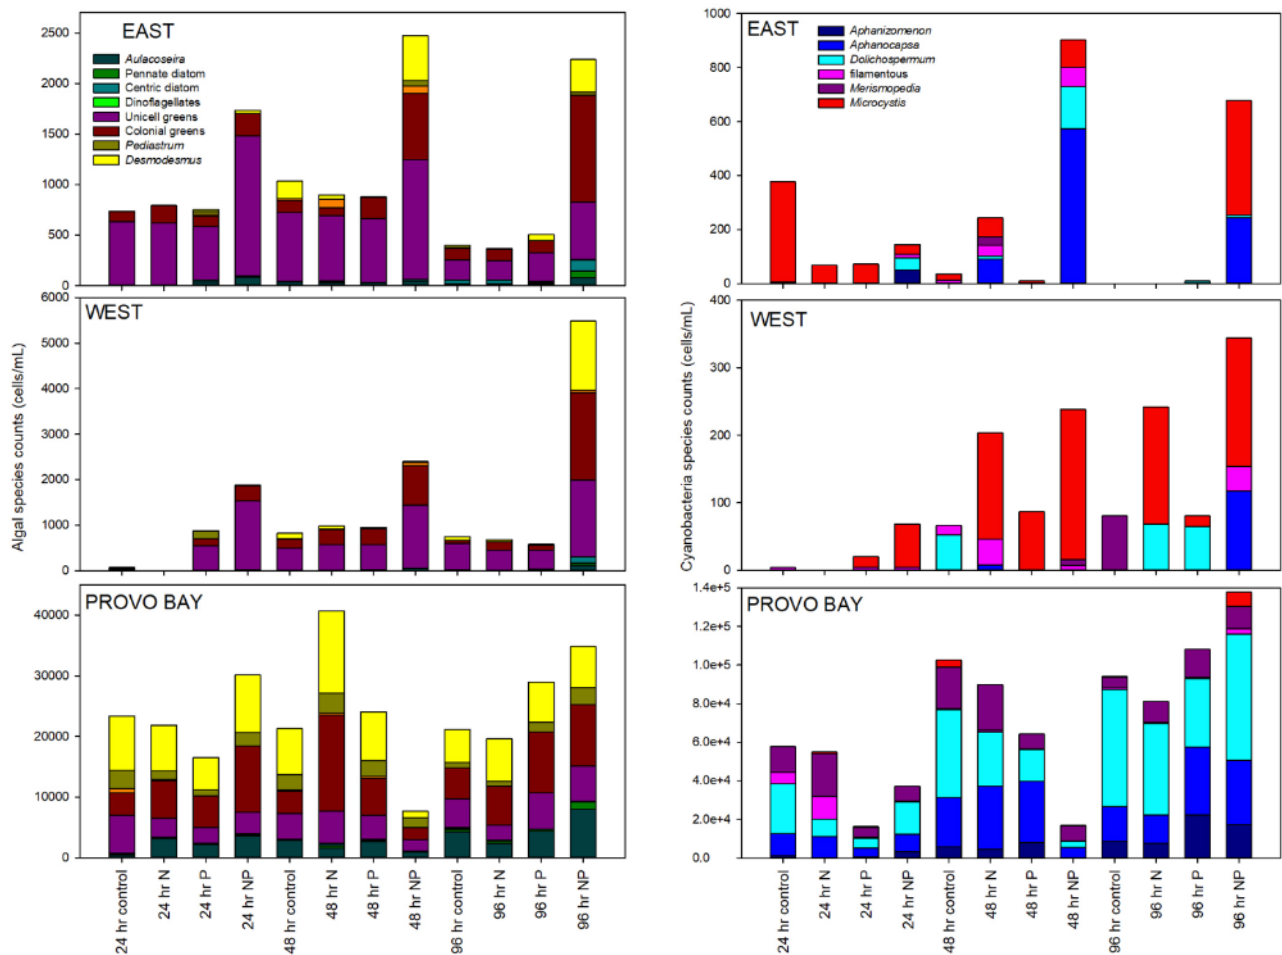 EAST
Aulacoseira
Pennate diatom
Centric diatom
Dinoflagellates
Unicell greens
Colonial greens
Pediastrum
Desmodesmus
2500
2000
1500
1000
500
0
WEST
6000
5000
4000
3000
2000
1000
0
PROVO BAY
40000
30000
20000
10000
0
Algal species counts (cells/mL)
24 hr control
24 hr N
24 hr P
24 hr NP
48 hr control
48 hr N
48 hr P
48 hr NP
96 hr control
96 hr N
96 hr P
96 hr NP
EAST
Aphanizomenon
Aphanocapsa
Dolichospermum
filamentous
Merismopedia
Microcystis
1000
800
600
400
200
0
WEST
400
300
200
100
0
PROVO BAY
1.4e+5
1.2e+5
1.0e+5
8.0e+4
6.0e+4
4.0e+4
2.0e+4
0.0
Cyanobacteria species counts (cells/mL)
24 hr control
24 hr N
24 hr P
24 hr NP
48 hr control
48 hr N
48 hr P
48 hr NP
96 hr control
96 hr N
96 hr P
96 hr NP